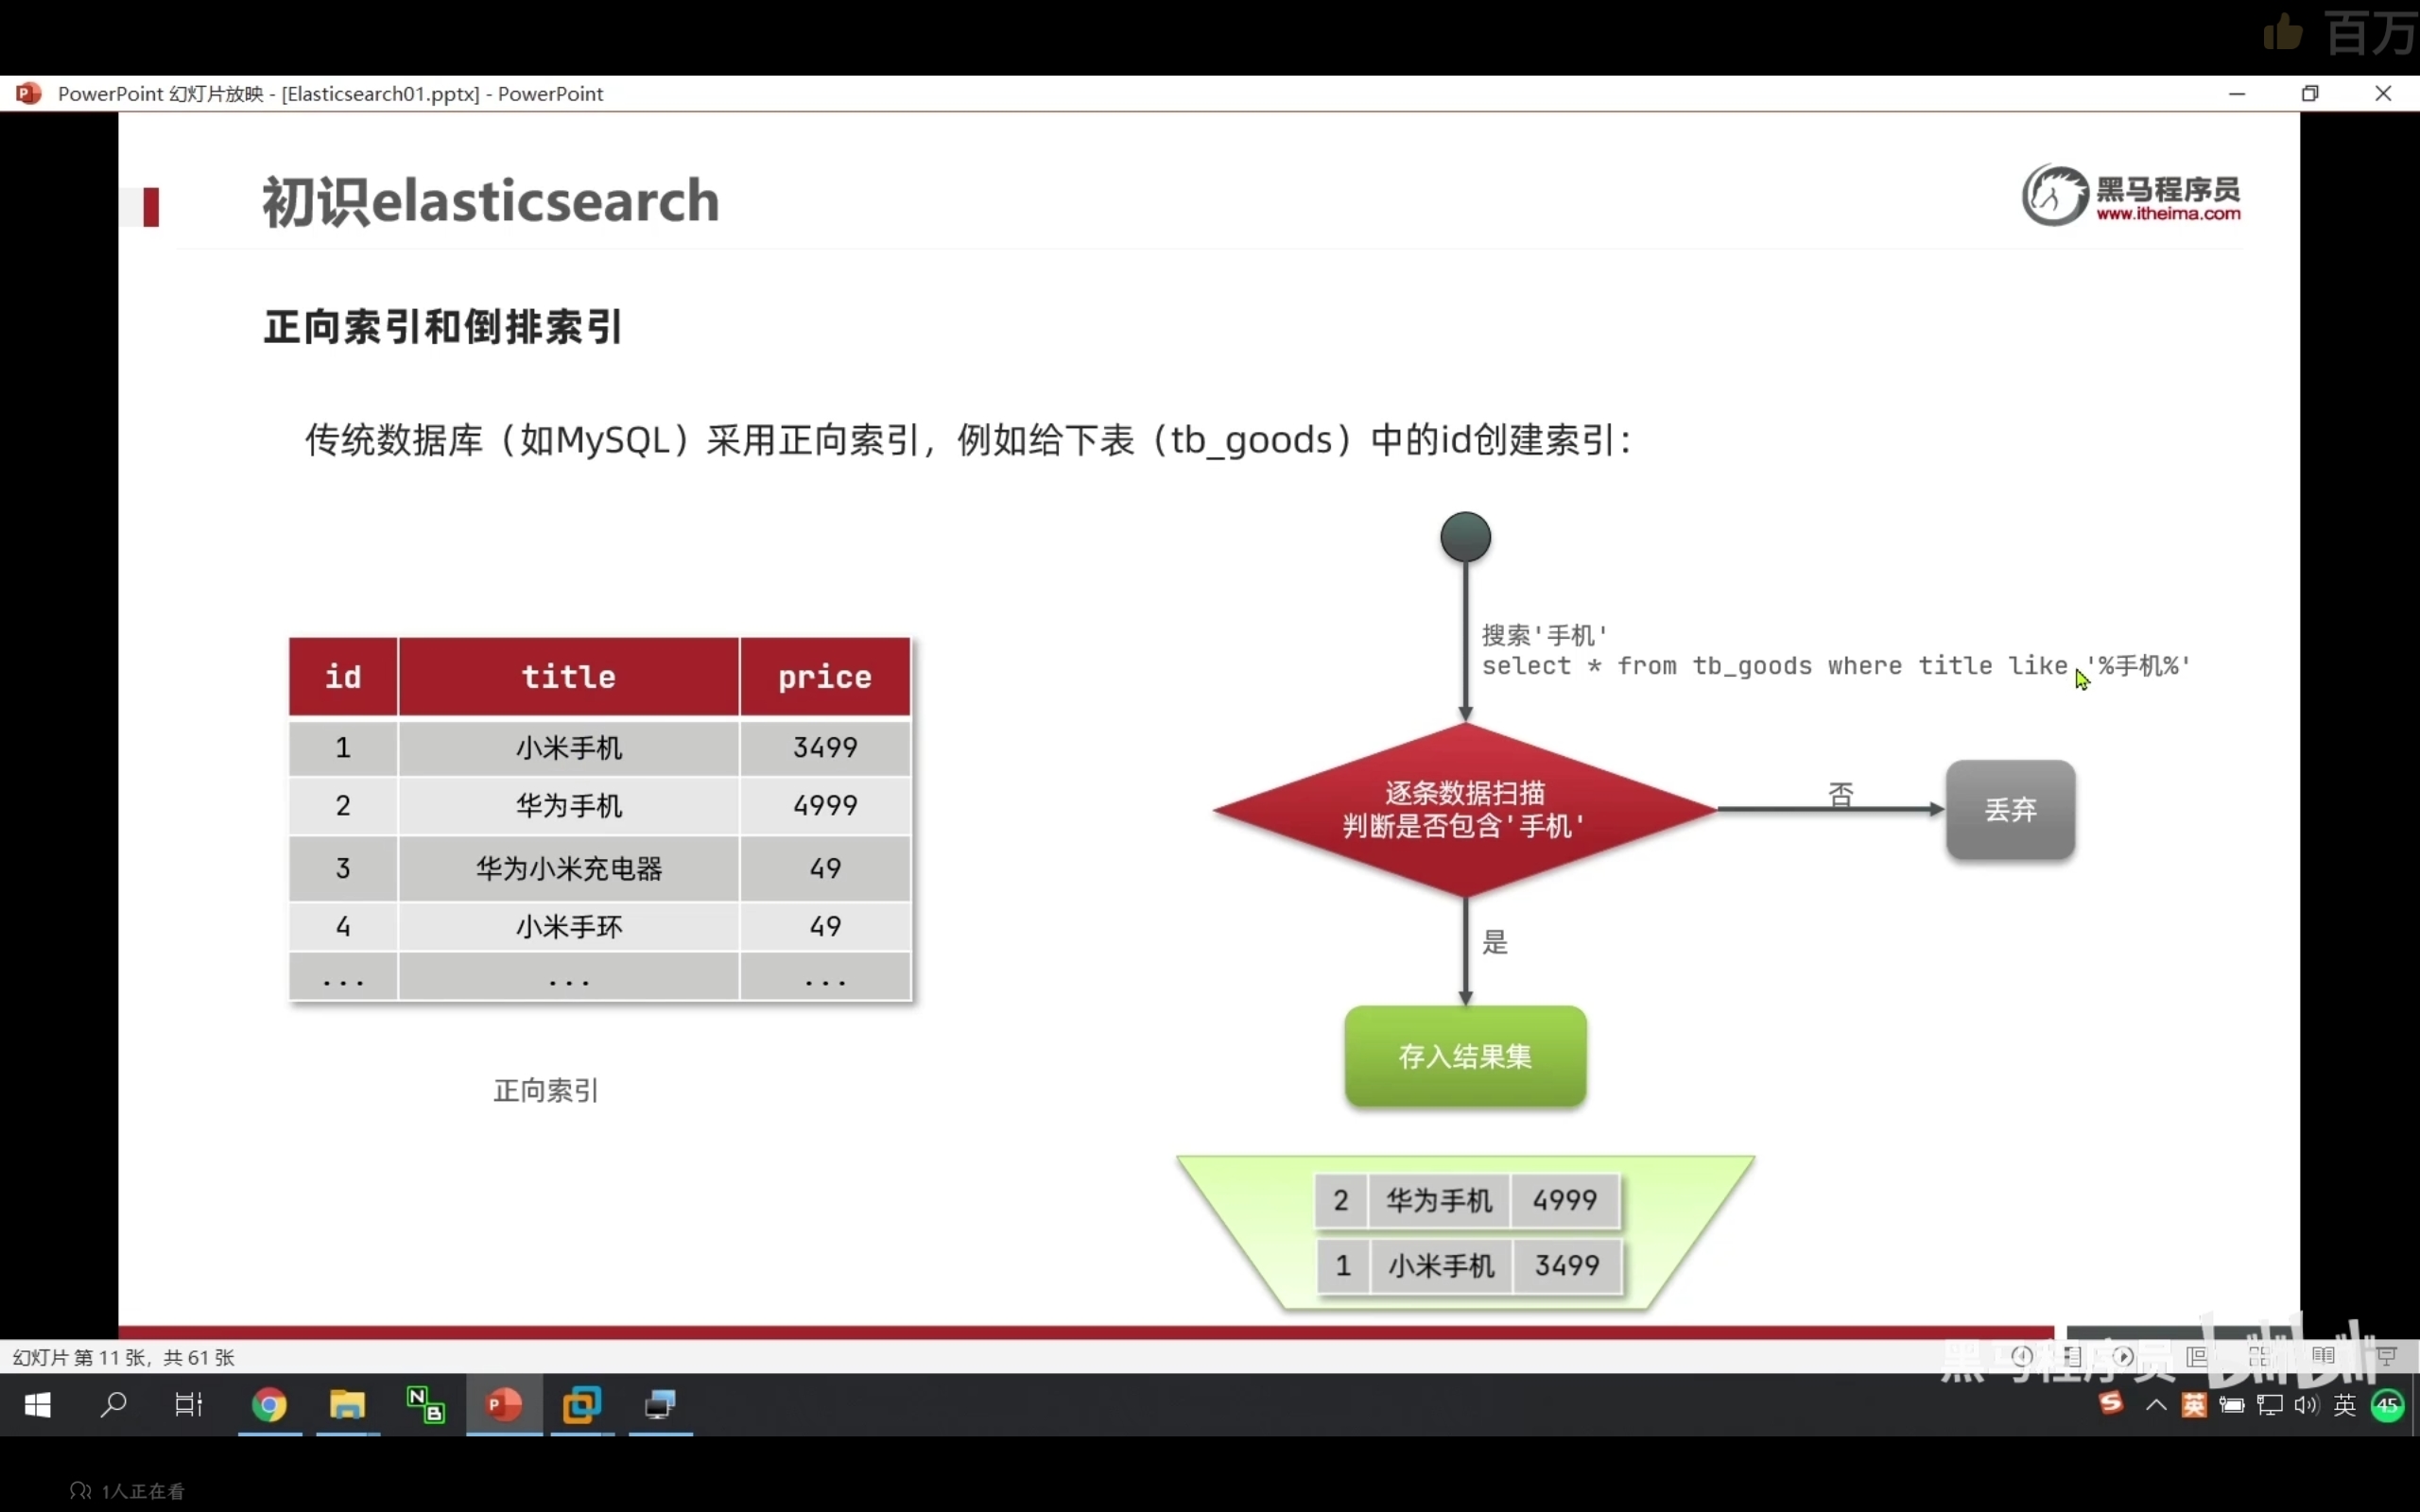 百万
PowerPoint 幻灯片放映 - [Elasticsearch01.pptx] - PowerPoint
初识elasticsearch
黑马程序员
www.itheima.com
正向索引和倒排索引
传统数据库（如MySQL）采用正向索引，例如给下表（tb_goods）中的id创建索引：
搜索'手机'
select * from tb_goods where title like '%手机%'
id title price
1 小米手机 3499
2 华为手机 4999
3 华为小米充电器 49
4 小米手环 49
... ... ...
正向索引
逐条数据扫描
判断是否包含'手机'
否
丢弃
是
存入结果集
2 华为手机 4999
1 小米手机 3499
幻灯片 第 11 张，共 61 张
黑马程序员 bilibili
英 英 45
1人正在看